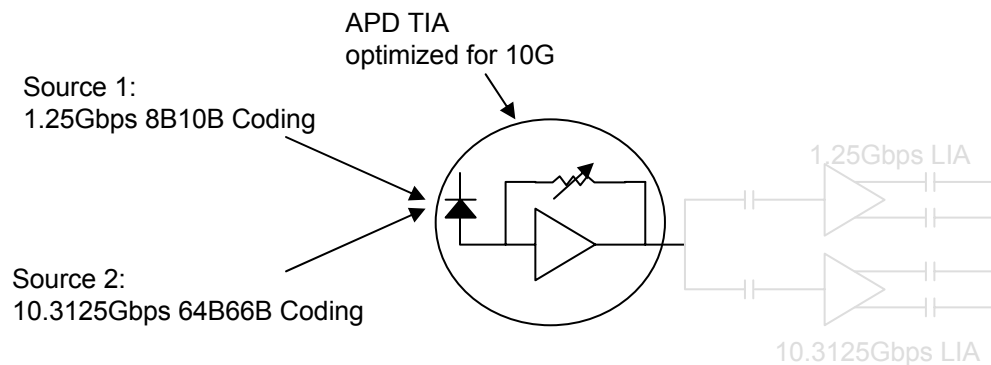 APD TIA
optimized for 10G
Source 1:
1.25Gbps 8B10B Coding
1.25Gbps LIA
Source 2:
10.3125Gbps 64B66B Coding
10.3125Gbps LIA